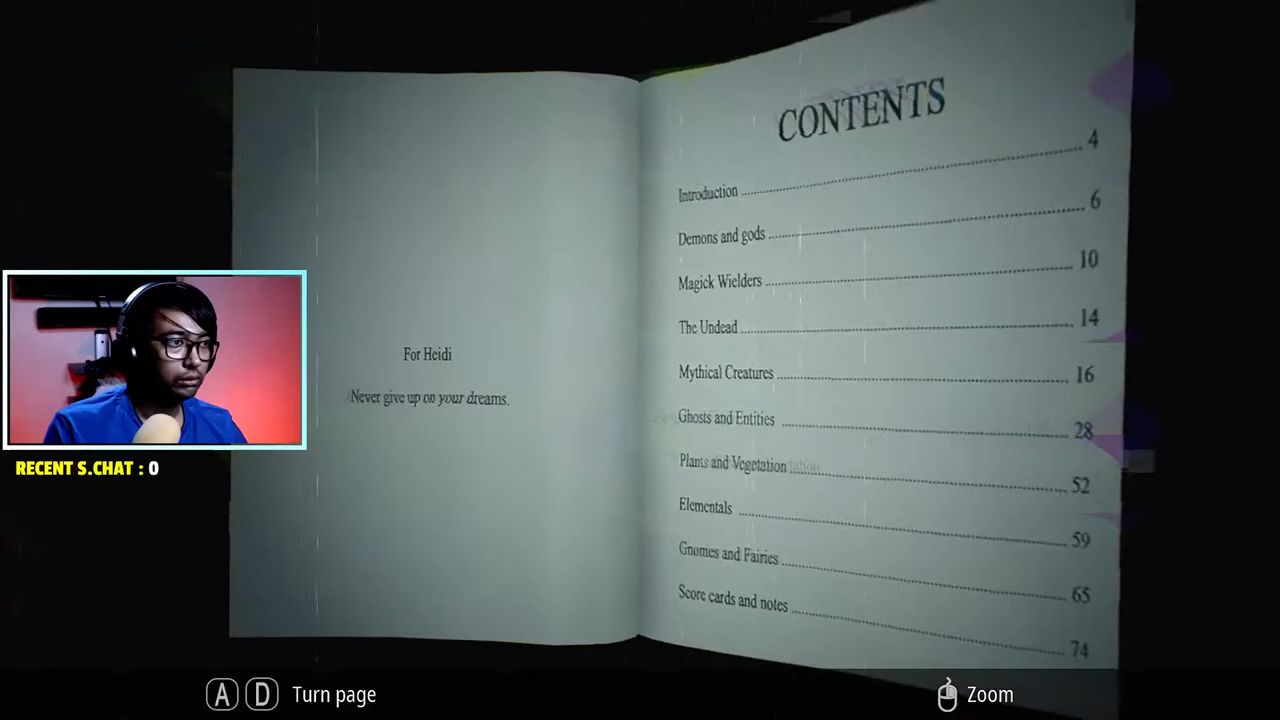 For Heidi
Never give up on your dreams.
CONTENTS
Introduction ........ 4
Demons and gods ........ 6
Magick Wielders ........ 10
The Undead ........ 14
Mythical Creatures ........ 16
Ghosts and Entities ........ 28
Plants and Vegetation ........ 52
Elementals ........ 59
Gnomes and Fairies ........ 65
Score cards and notes ........ 74
RECENT S.CHAT : 0
A D Turn page
Zoom